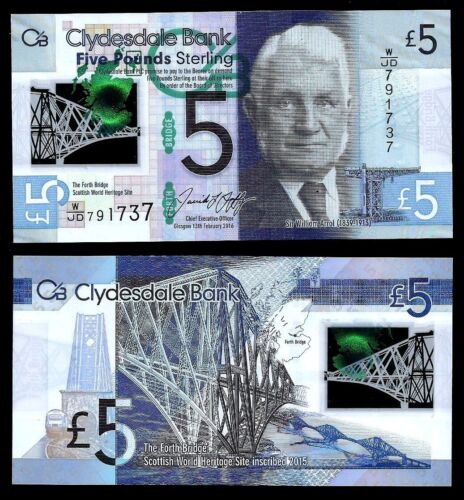 CB Clydesdale Bank
£5
Five Pounds Sterling
Clydesdale Bank PLC promise to pay to the Bearer on demand
Five Pounds Sterling at their office here
By order of the Board of Directors
W/JD 791737
FORTH BRIDGE
5
The Forth Bridge
Scottish World Heritage Site
£5
W/JD 791737
Chief Executive Officer
Glasgow 12th February 2016
Sir William Arrol (1839-1913)
£5
CB Clydesdale Bank
£5
Forth Bridge
£5
The Forth Bridge
Scottish World Heritage Site inscribed 2015